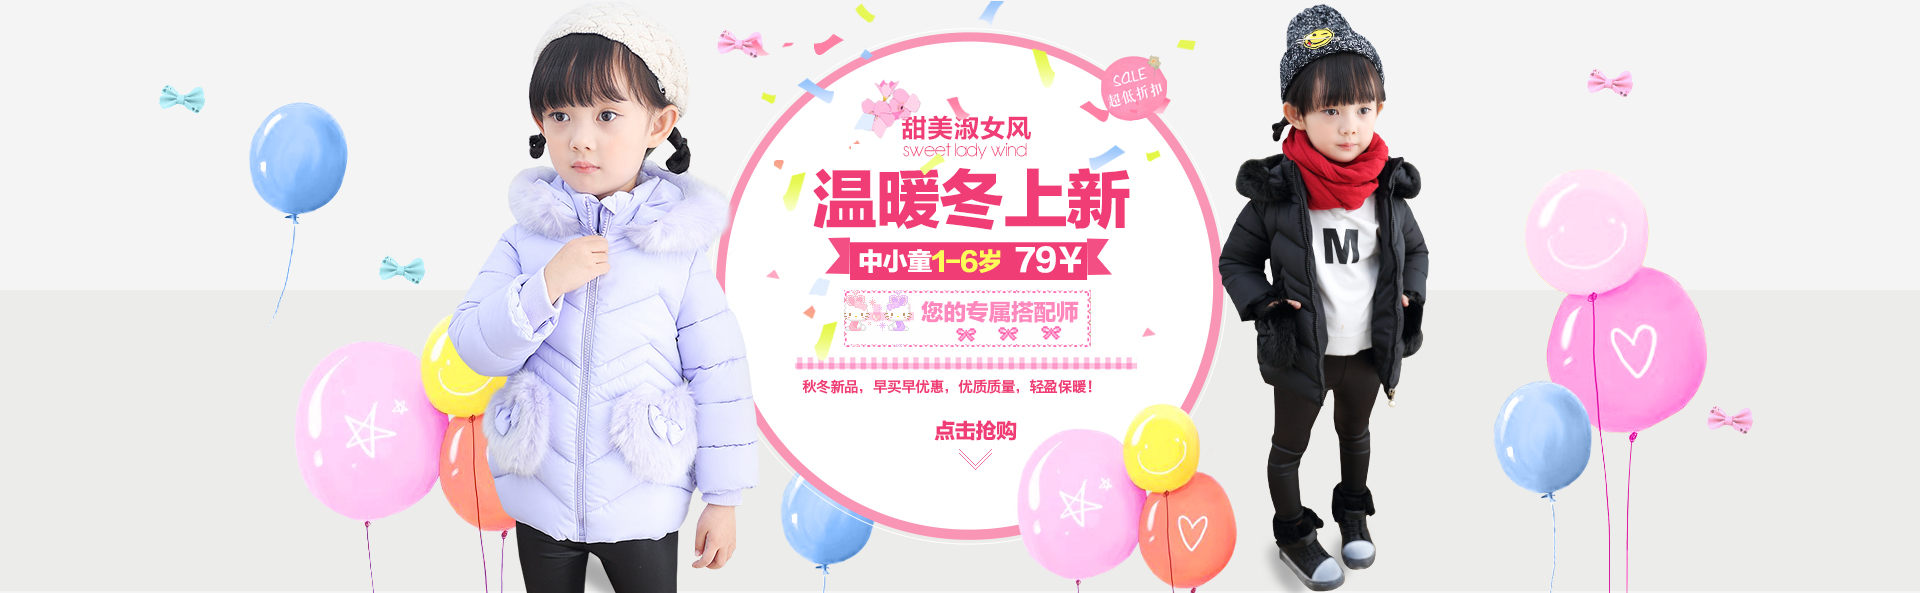 SALE
超低折扣
甜美淑女风
sweet lady wind
温暖冬上新
中小童1-6岁 79¥
您的专属搭配师
秋冬新品，早买早优惠，优质质量，轻盈保暖！
点击抢购
M